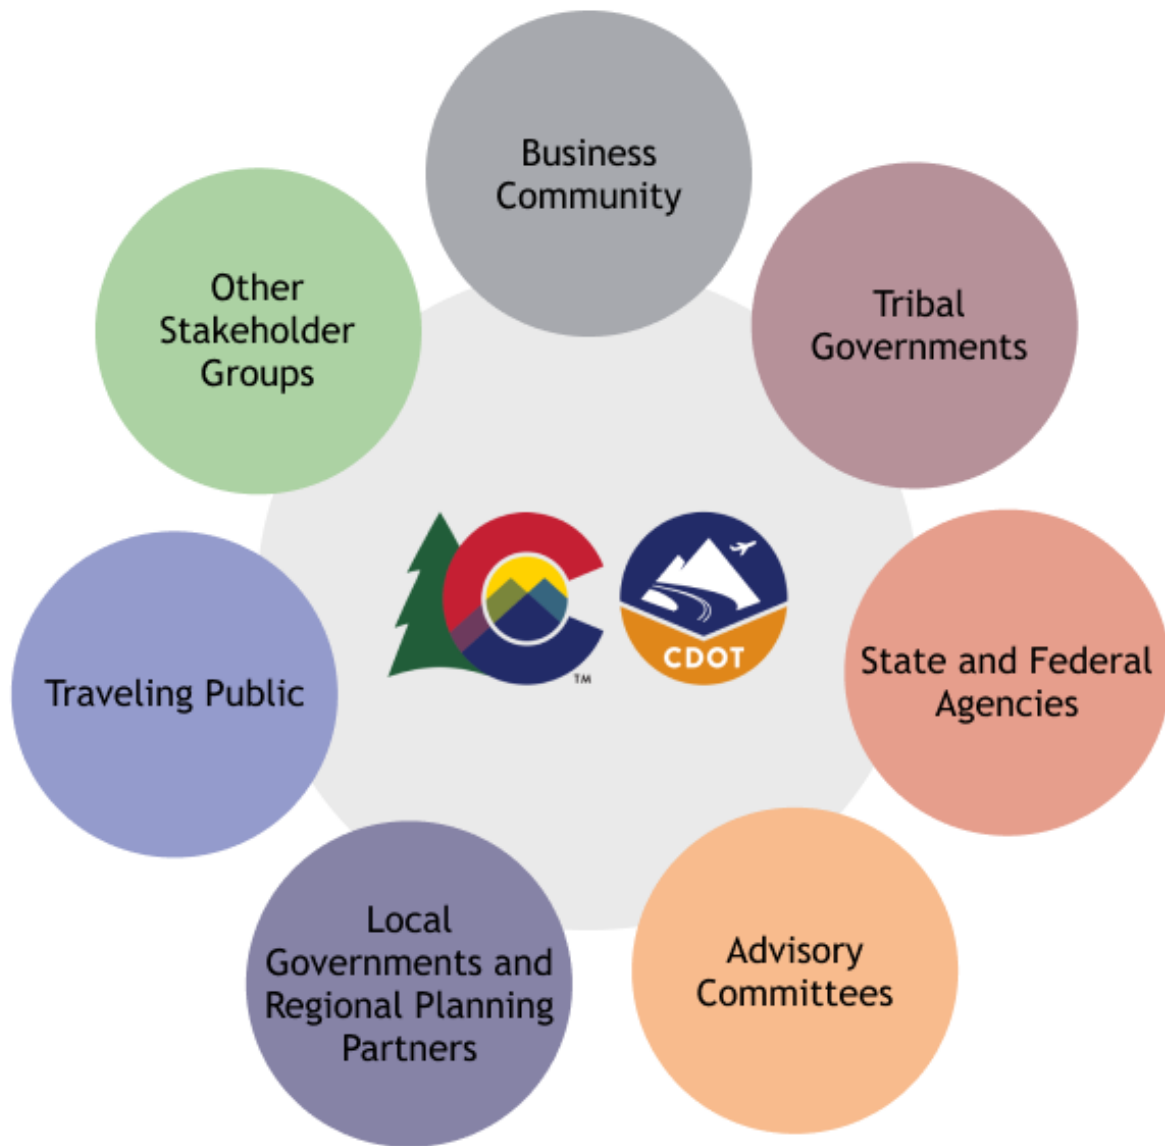 Business
Community
Tribal
Governments
State and Federal
Agencies
Advisory
Committees
Local
Governments and
Regional Planning
Partners
Traveling Public
Other
Stakeholder
Groups
TM
CDOT